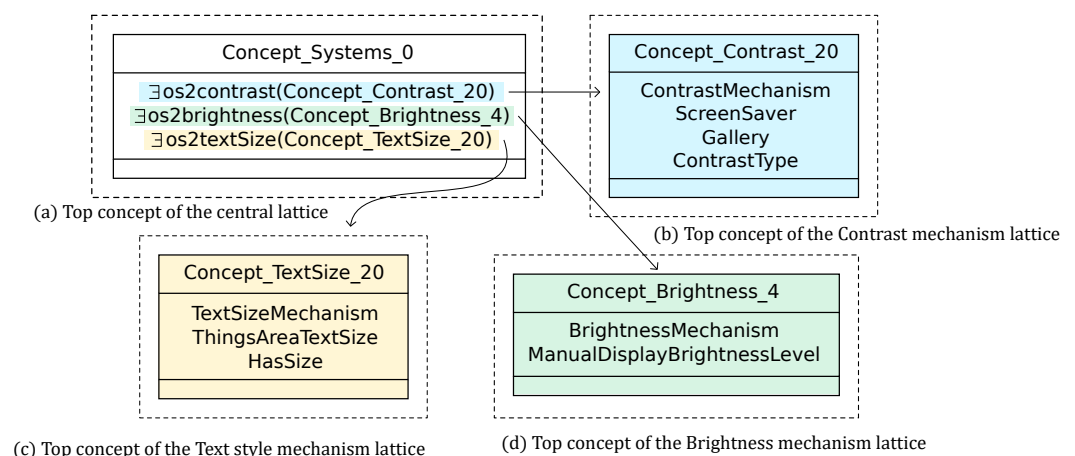 Concept_Systems_0
∃os2contrast(Concept_Contrast_20)
∃os2brightness(Concept_Brightness_4)
∃os2textSize(Concept_TextSize_20)
(a) Top concept of the central lattice
Concept_Contrast_20
ContrastMechanism
ScreenSaver
Gallery
ContrastType
(b) Top concept of the Contrast mechanism lattice
Concept_TextSize_20
TextSizeMechanism
ThingsAreaTextSize
HasSize
(c) Top concept of the Text style mechanism lattice
Concept_Brightness_4
BrightnessMechanism
ManualDisplayBrightnessLevel
(d) Top concept of the Brightness mechanism lattice